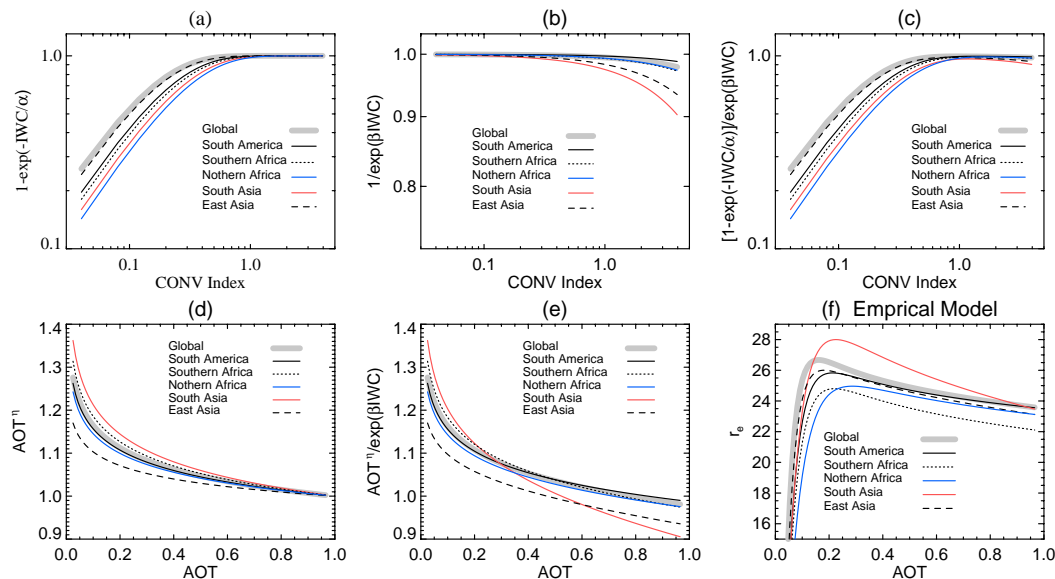 (a)
1-exp(-IWC/α)
1.0
0.1
0.1
1.0
CONV Index
Global
South America
Southern Africa
Nothern Africa
South Asia
East Asia
(b)
1/exp(βIWC)
1.0
0.9
0.8
0.1
1.0
CONV Index
Global
South America
Southern Africa
Nothern Africa
South Asia
East Asia
(c)
[1-exp(-IWC/α)]/exp(βIWC)
1.0
0.1
0.1
1.0
CONV Index
Global
South America
Southern Africa
Nothern Africa
South Asia
East Asia
(d)
AOT η
1.4
1.3
1.2
1.1
1.0
0.9
0.0 0.2 0.4 0.6 0.8 1.0
AOT
Global
South America
Southern Africa
Nothern Africa
South Asia
East Asia
(e)
AOT η/exp(βIWC)
1.4
1.3
1.2
1.1
1.0
0.9
0.0 0.2 0.4 0.6 0.8 1.0
AOT
Global
South America
Southern Africa
Nothern Africa
South Asia
East Asia
(f) Emprical Model
re
28
26
24
22
20
18
16
0.0 0.2 0.4 0.6 0.8 1.0
AOT
Global
South America
Southern Africa
Nothern Africa
South Asia
East Asia